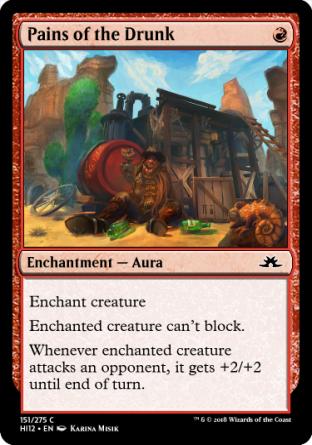 Pains of the Drunk
Enchantment — Aura
Enchant creature
Enchanted creature can't block.
Whenever enchanted creature
attacks an opponent, it gets +2/+2
until end of turn.
151/275 C
HI12 • EN Karina Misik
™ & © 2018 Wizards of the Coast